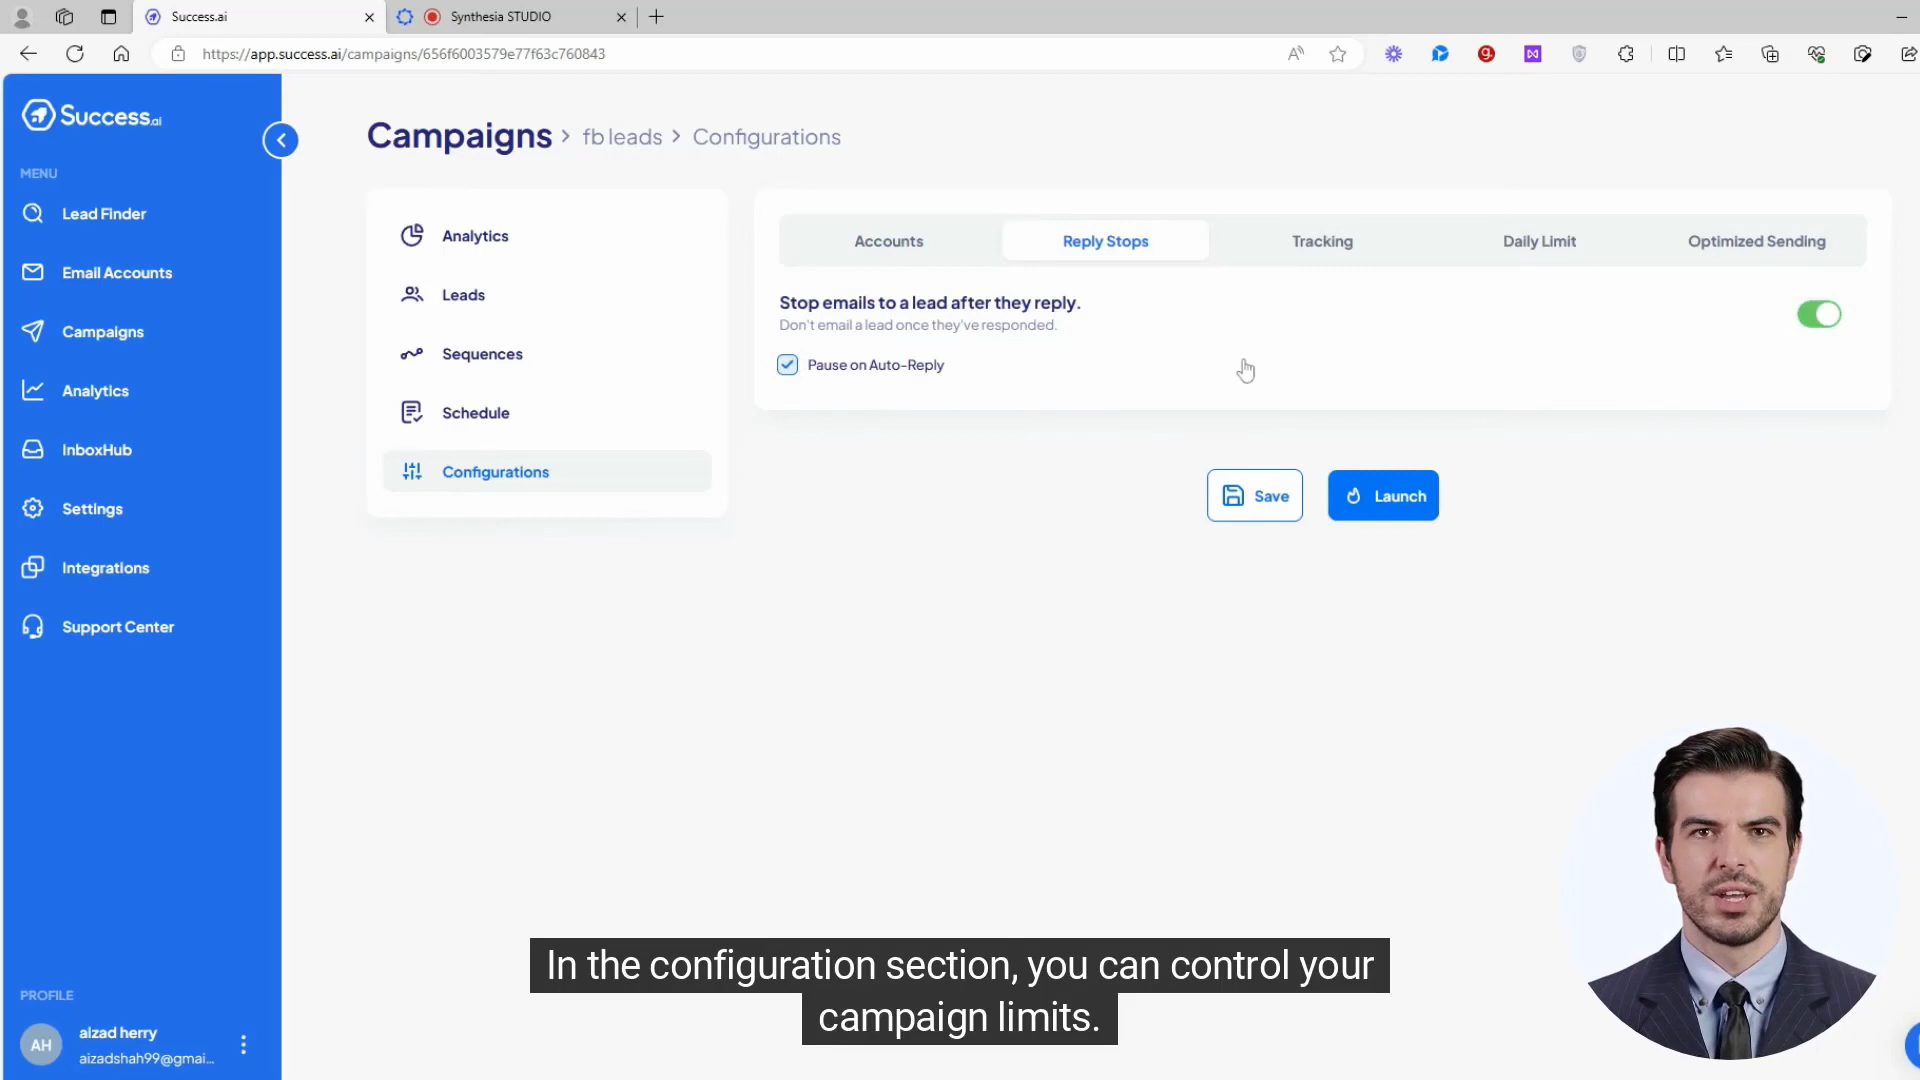 Success.ai
Synthesia STUDIO
https://app.success.ai/campaigns/656f6003579e77f63c760843
Success.ai
MENU
Lead Finder
Email Accounts
Campaigns
Analytics
InboxHub
Settings
Integrations
Support Center
PROFILE
AH
aizad herry
aizadshah99@gmai...
Campaigns > fb leads > Configurations
Analytics
Leads
Sequences
Schedule
Configurations
Accounts
Reply Stops
Tracking
Daily Limit
Optimized Sending
Stop emails to a lead after they reply.
Don't email a lead once they've responded.
Pause on Auto-Reply
Save
Launch
In the configuration section, you can control your
campaign limits.